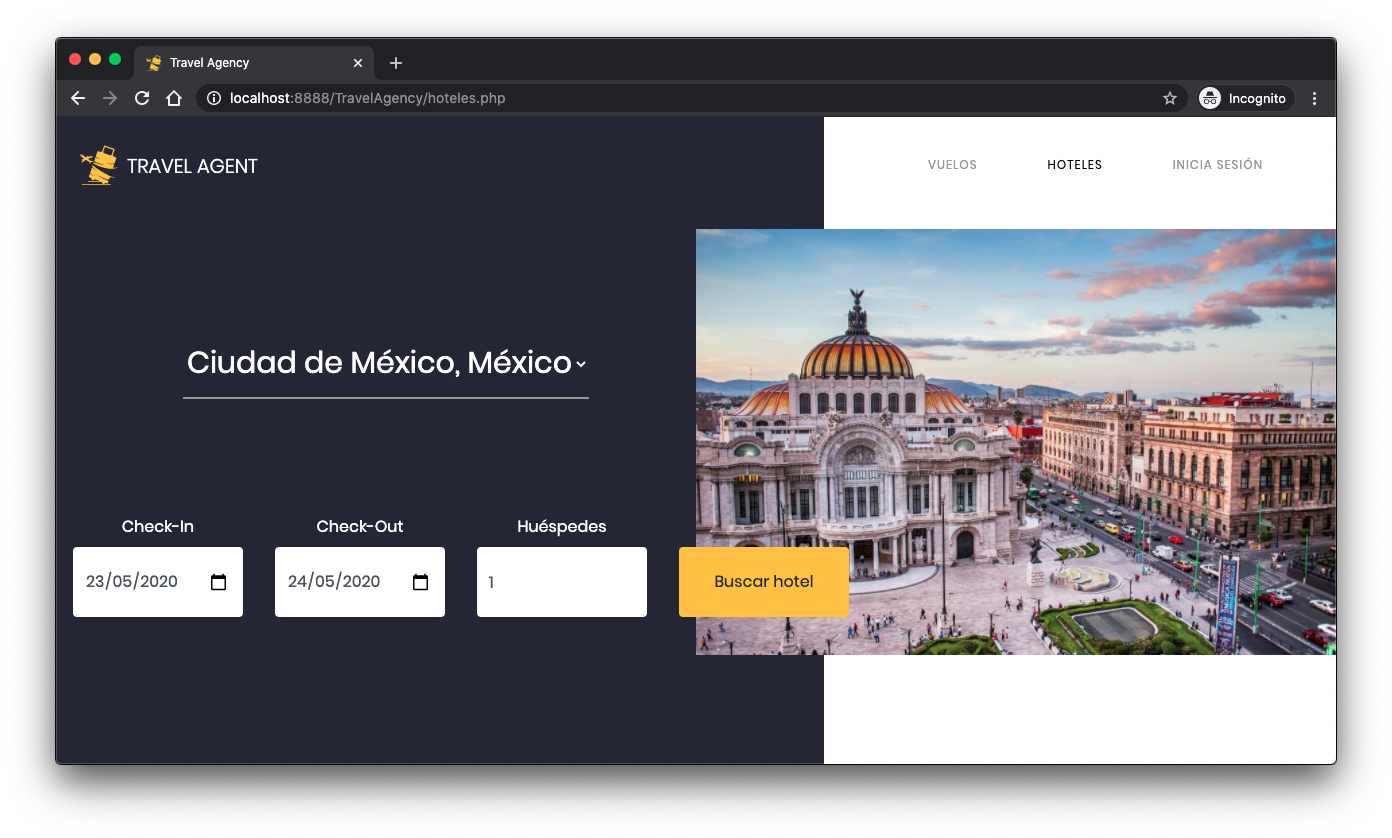 Travel Agency
localhost:8888/TravelAgency/hoteles.php
Incognito
TRAVEL AGENT
VUELOS
HOTELES
INICIA SESIÓN
Ciudad de México, México
Check-In
Check-Out
Huéspedes
23/05/2020
24/05/2020
1
Buscar hotel